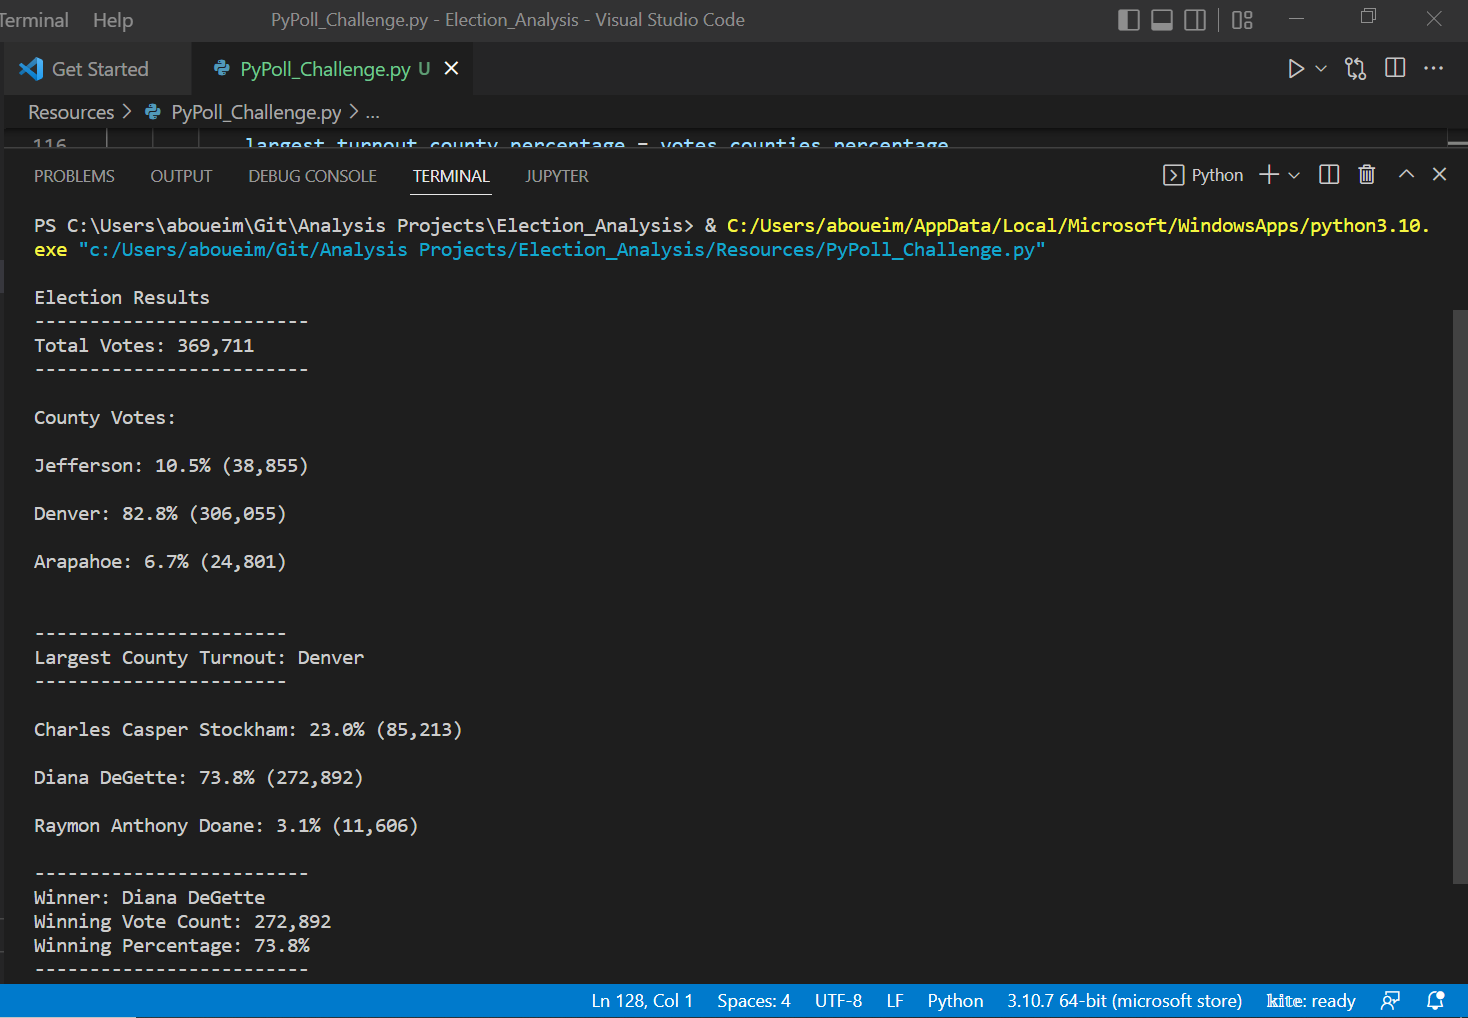 Terminal Help PyPoll_Challenge.py - Election_Analysis - Visual Studio Code
Get Started PyPoll_Challenge.py U
Resources > PyPoll_Challenge.py > ...
116 largest_turnout_county_percentage = votes_counties_percentage
PROBLEMS OUTPUT DEBUG CONSOLE TERMINAL JUPYTER Python
PS C:\Users\aboueim\Git\Analysis Projects\Election_Analysis> & C:/Users/aboueim/AppData/Local/Microsoft/WindowsApps/python3.10.
exe "c:/Users/aboueim/Git/Analysis Projects/Election_Analysis/Resources/PyPoll_Challenge.py"
Election Results
-------------------------
Total Votes: 369,711
-------------------------
County Votes:
Jefferson: 10.5% (38,855)
Denver: 82.8% (306,055)
Arapahoe: 6.7% (24,801)
-----------------------
Largest County Turnout: Denver
-----------------------
Charles Casper Stockham: 23.0% (85,213)
Diana DeGette: 73.8% (272,892)
Raymon Anthony Doane: 3.1% (11,606)
-------------------------
Winner: Diana DeGette
Winning Vote Count: 272,892
Winning Percentage: 73.8%
-------------------------
Ln 128, Col 1 Spaces: 4 UTF-8 LF Python 3.10.7 64-bit (microsoft store) kite: ready